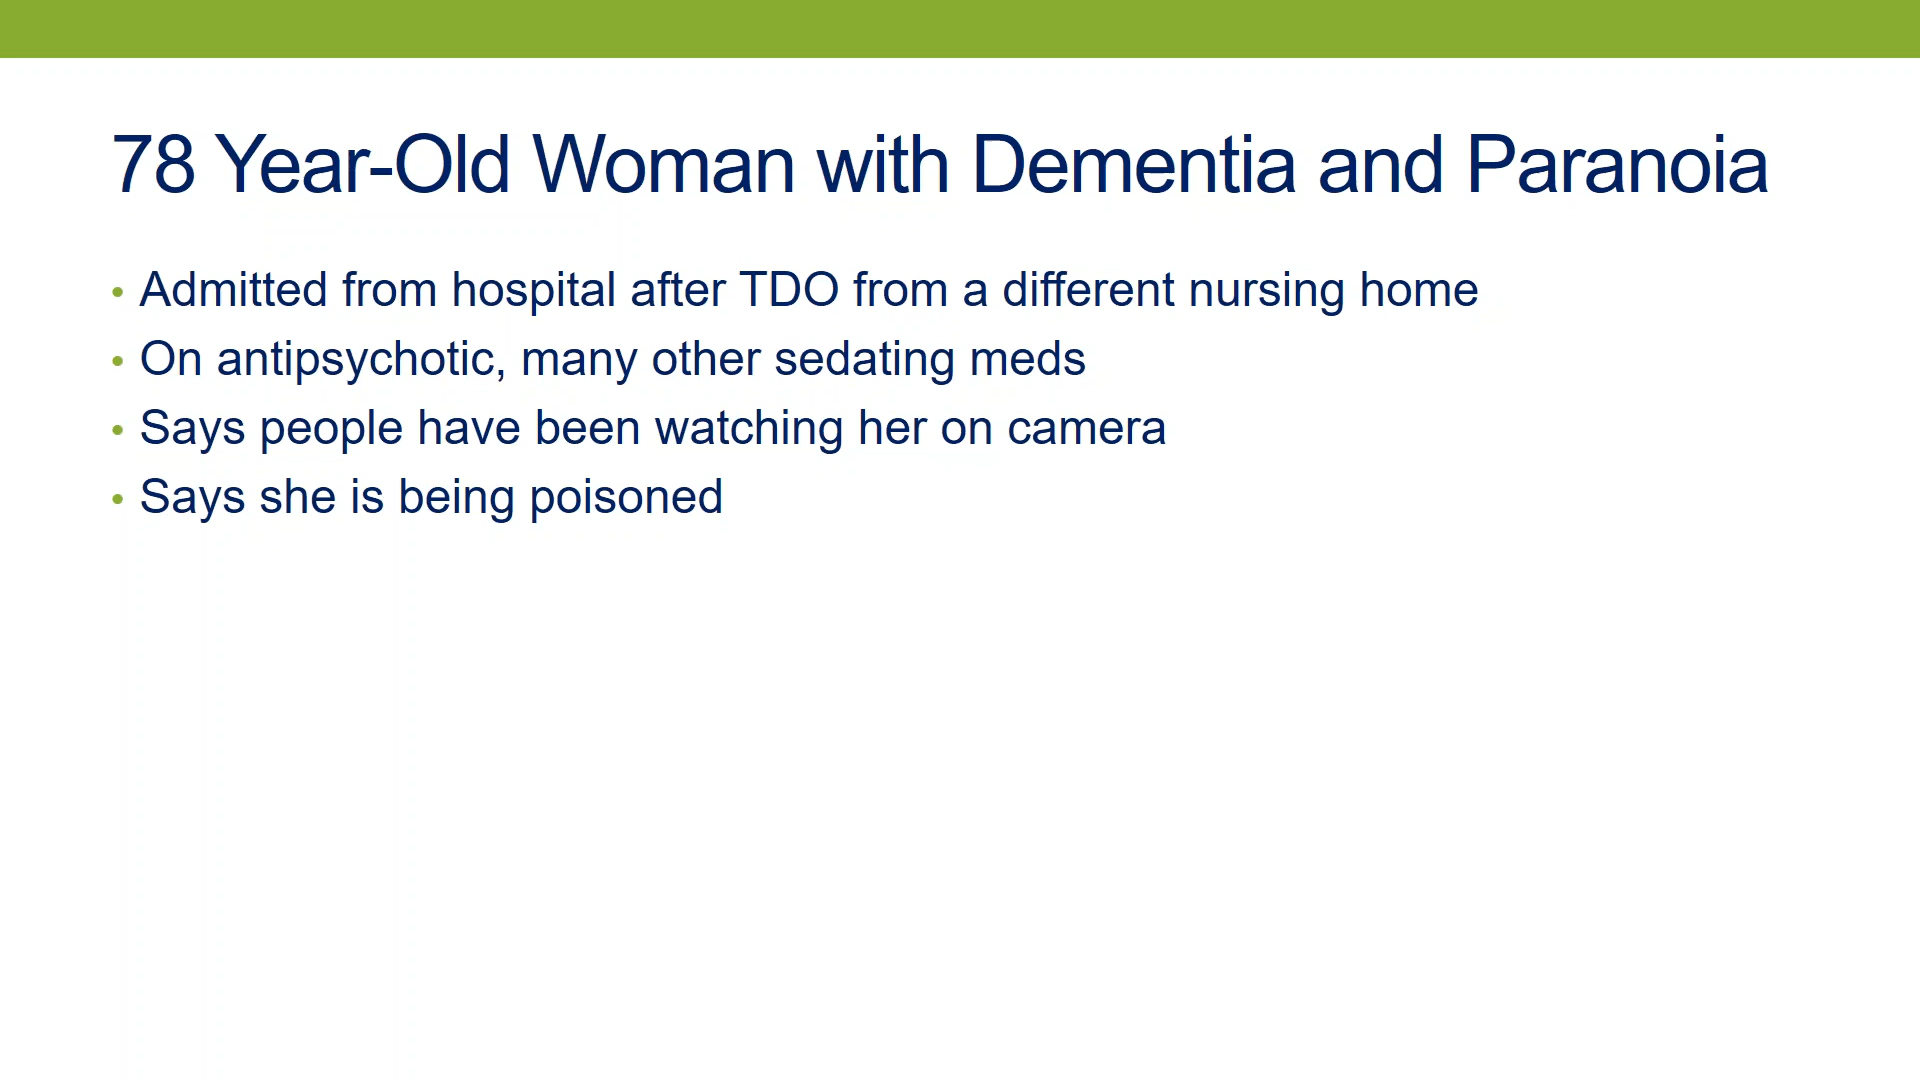 78 Year-Old Woman with Dementia and Paranoia
• Admitted from hospital after TDO from a different nursing home
• On antipsychotic, many other sedating meds
• Says people have been watching her on camera
• Says she is being poisoned